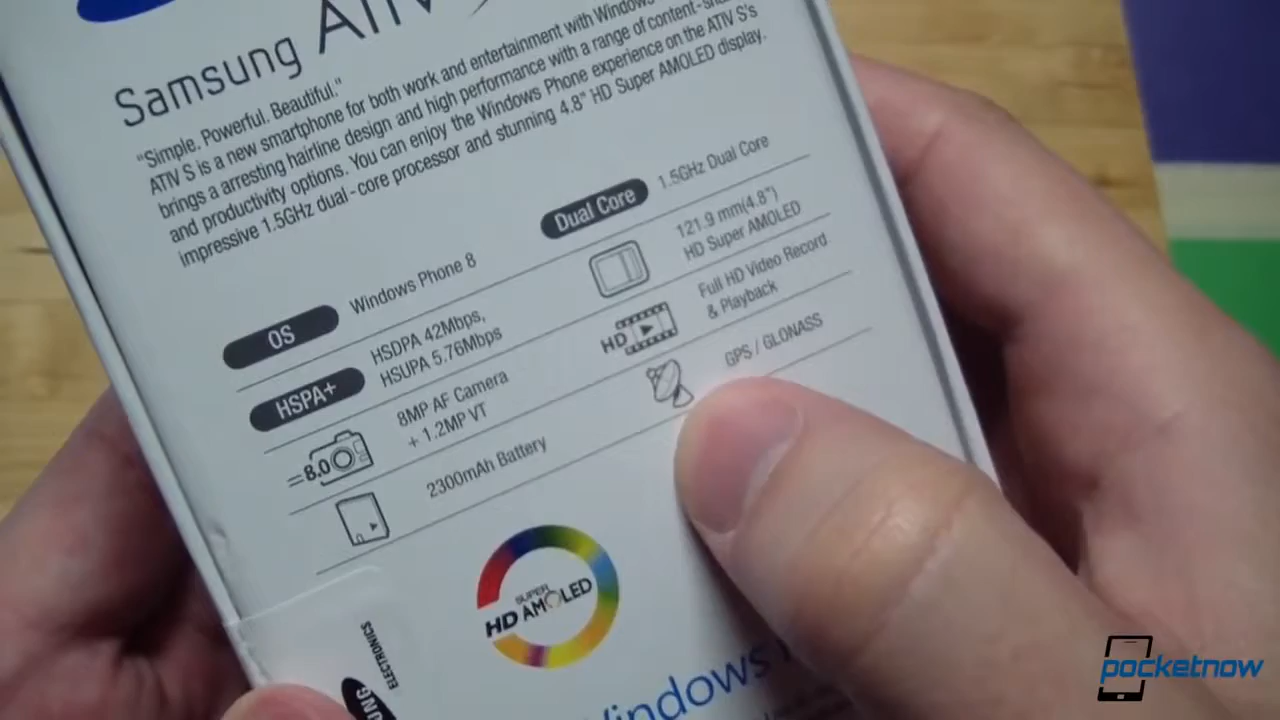 Samsung ATIV S
"Simple. Powerful. Beautiful."
ATIV S is a new smartphone for both work and entertainment with Windows
brings a arresting hairline design and high performance with a range of
and productivity options. You can enjoy the Windows Phone experience on the ATIV S's
impressive 1.5GHz dual-core processor and stunning 4.8" HD Super AMOLED display.
OS Windows Phone 8
HSPA+ HSDPA 42Mbps,
HSUPA 5.76Mbps
=8.0 8MP AF Camera
+ 1.2MP VT
2300mAh Battery
Dual Core 1.5GHz Dual Core
121.9 mm(4.8")
HD Super AMOLED
HD Full HD Video Record
& Playback
GPS / GLONASS
SUPER
HD AMOLED
ELECTRONICS
Windows
pocketnow